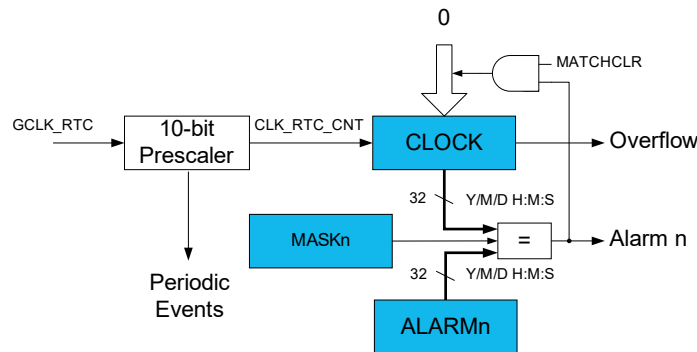 0
MATCHCLR
GCLK_RTC
10-bit
Prescaler
CLK_RTC_CNT
CLOCK
Overflow
32
Y/M/D H:M:S
MASKn
=
Alarm n
32
Y/M/D H:M:S
Periodic
Events
ALARMn